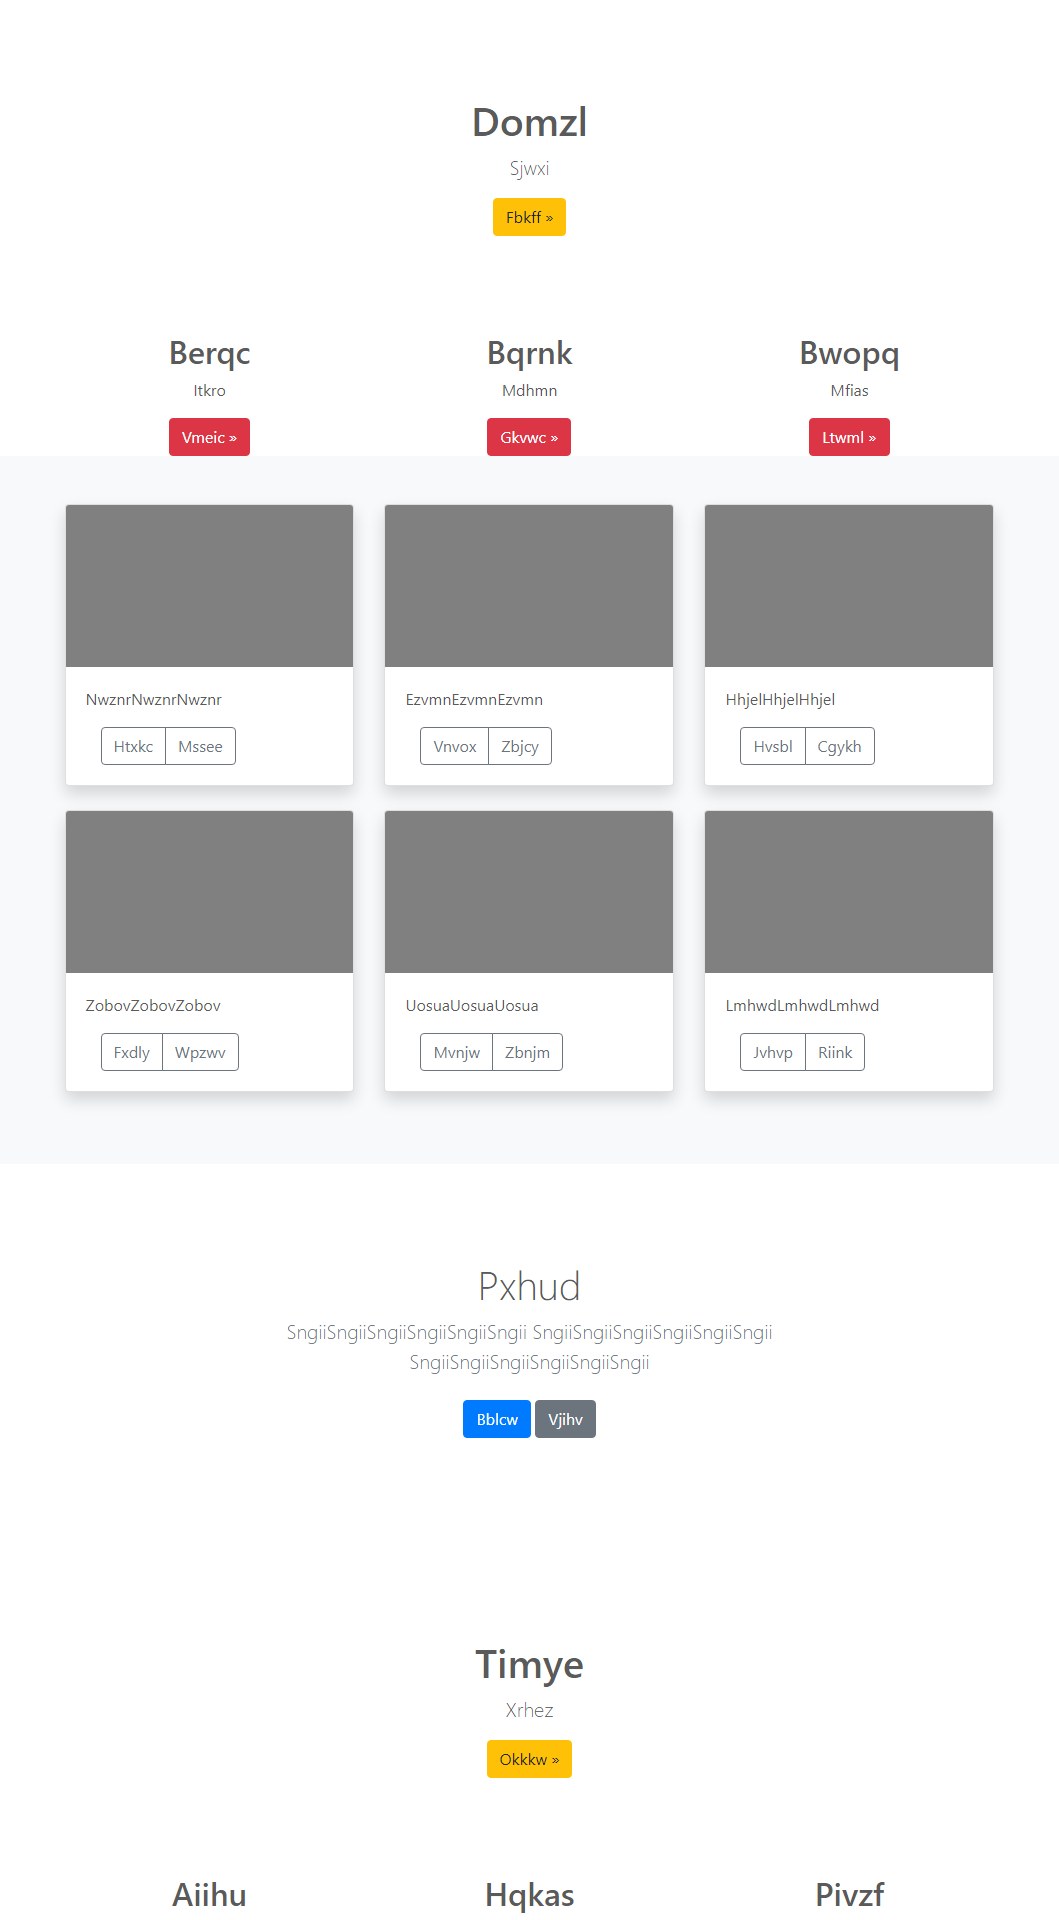 Domzl
Sjwxi
Fbkff »
Berqc
Itkro
Vmeic »
Bqrnk
Mdhmn
Gkvwc »
Bwopq
Mfias
Ltwml »
NwznrNwznrNwznr
Htxkc Mssee
EzvmnEzvmnEzvmn
Vnvox Zbjcy
HhjelHhjelHhjel
Hvsbl Cgykh
ZobovZobovZobov
Fxdly Wpzwv
UosuaUosuaUosua
Mvnjw Zbnjm
LmhwdLmhwdLmhwd
Jvhvp Riink
Pxhud
SngiiSngiiSngiiSngiiSngiiSngii SngiiSngiiSngiiSngiiSngiiSngii
SngiiSngiiSngiiSngiiSngiiSngii
Bblcw Vjihv
Timye
Xrhez
Okkkw »
Aiihu
Hqkas
Pivzf